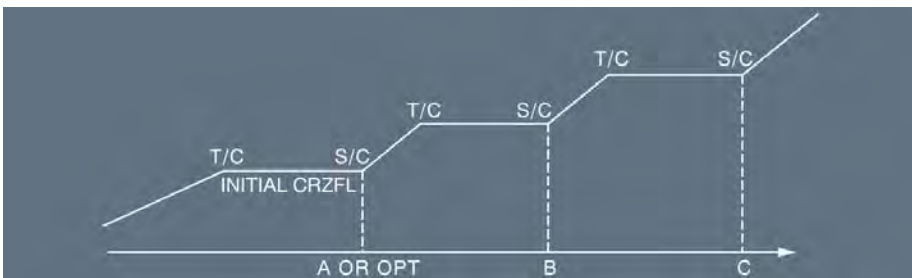 T/C S/C
T/C S/C
T/C S/C
INITIAL CRZFL
A OR OPT B C